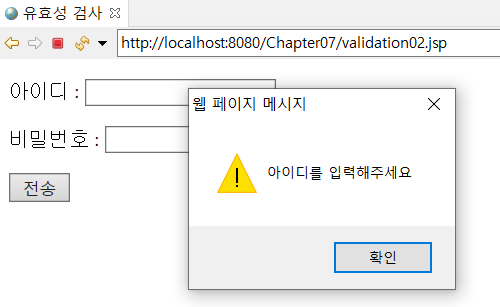 유효성 검사
http://localhost:8080/Chapter07/validation02.jsp
아이디 :
웹 페이지 메시지
비밀번호 :
아이디를 입력해주세요
전송
확인